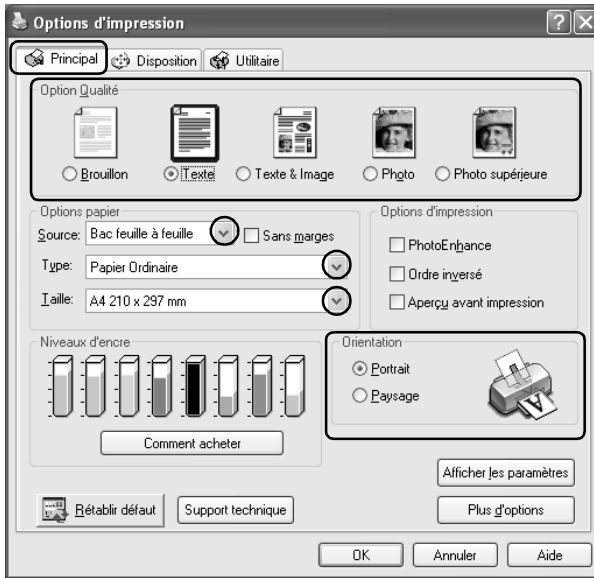 Options d'impression
Principal Disposition Utilitaire
Option Qualité
Brouillon Texte Texte & Image Photo Photo supérieure
Options papier
Source: Bac feuille à feuille Sans marges
Type: Papier Ordinaire
Taille: A4 210 x 297 mm
Options d'impression
PhotoEnhance
Ordre inversé
Aperçu avant impression
Niveaux d'encre
Comment acheter
Orientation
Portrait
Paysage
A
Afficher les paramètres
Rétablir défaut Support technique Plus d'options
OK Annuler Aide